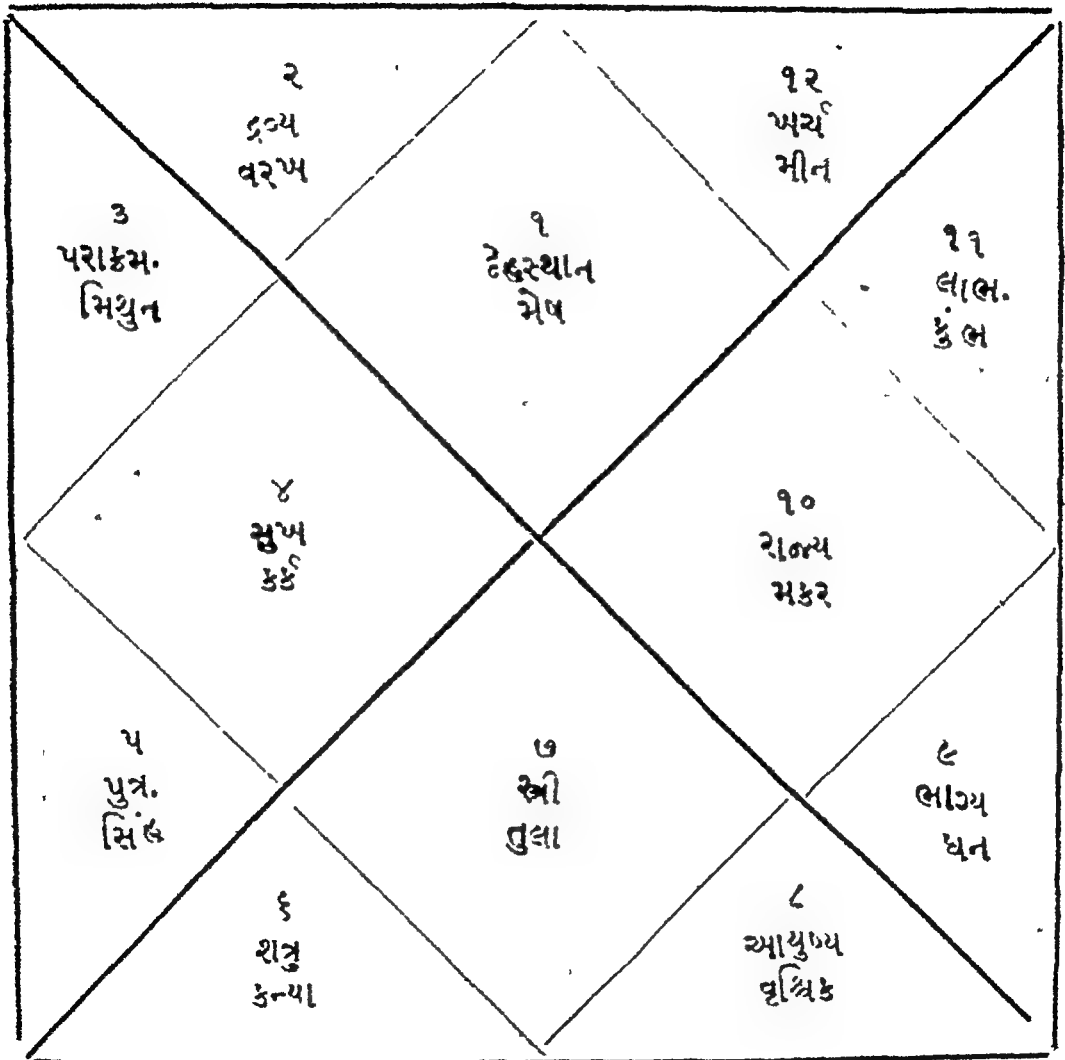 ૨
દ્રવ્ય
વરખ
૧૨
ખર્ચ
મીન
૩
પરાક્રમ.
મિથુન
૧
દેહસ્થાન
મેષ
૧૧
લાભ.
કુંભ
૪
સુખ
કર્ક
૧૦
રાજ્ય
મકર
૫
પુત્ર.
સિંહ
૭
સ્ત્રી
તુલા
૯
ભાગ્ય
ધન
૬
શત્રુ
કન્યા
૮
આયુષ્ય
વૃશ્ચિક